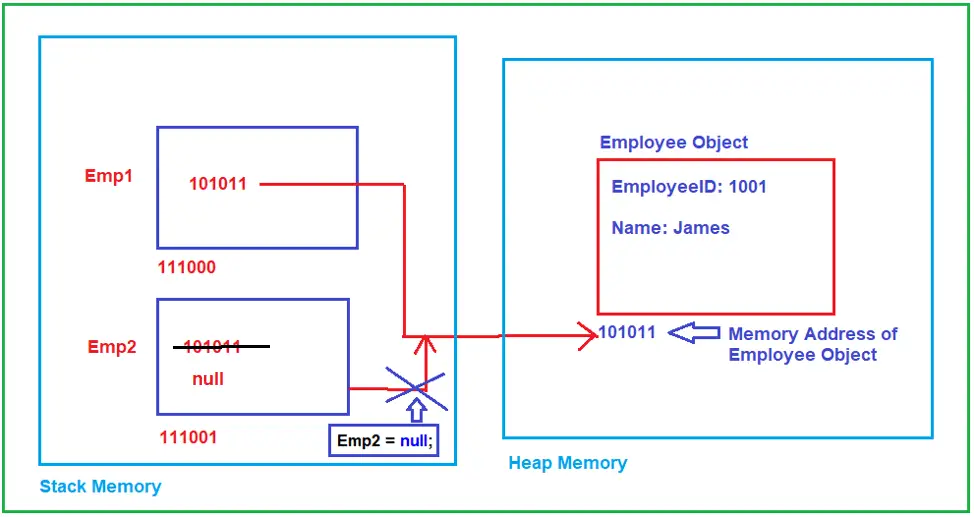 Emp1
101011
111000
Emp2
101011
null
111001
Emp2 = null;
Stack Memory
Employee Object
EmployeeID: 1001
Name: James
101011
Memory Address of
Employee Object
Heap Memory